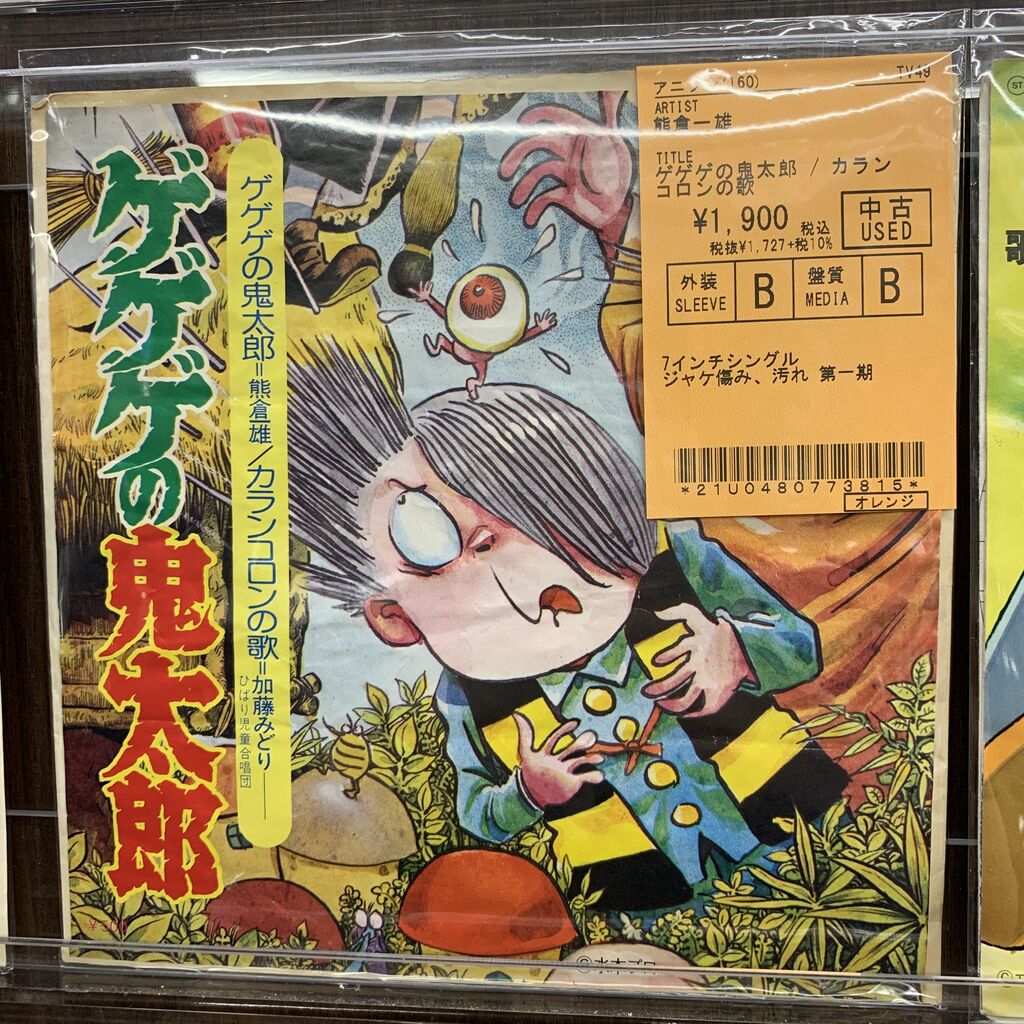 ゲゲゲの鬼太郎
ゲゲゲの鬼太郎=熊倉一雄/カランコロンの歌=加藤みどり
ひばり児童合唱団
¥500
TV49
ARTIST
熊倉一雄
TITLE
ゲゲゲの鬼太郎 / カラン
コロンの歌
¥1,900 税込
税抜¥1,727+税10%
中古
USED
外装
SLEEVE
B
盤質
MEDIA
B
7インチシングル
ジャケ傷み、汚れ 第一期
*21U0480773815*
オレンジ